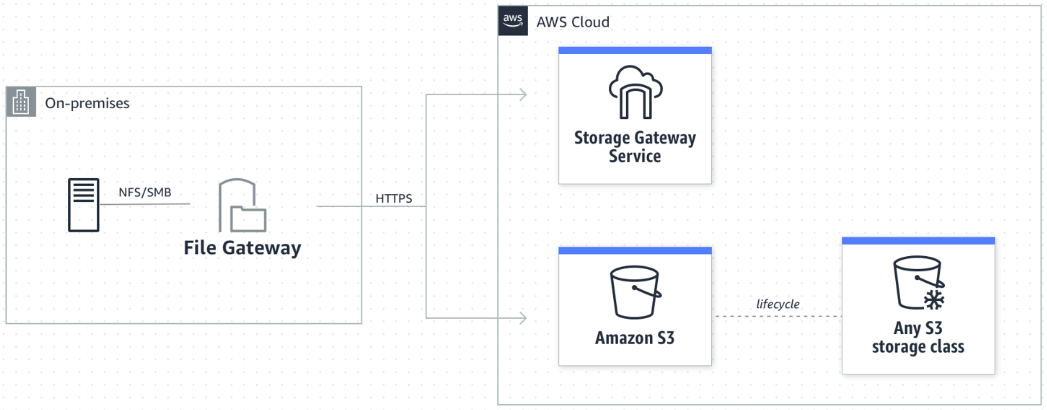 aws
AWS Cloud
Storage Gateway
Service
On-premises
NFS/SMB
File Gateway
HTTPS
Amazon S3
lifecycle
Any S3
storage class